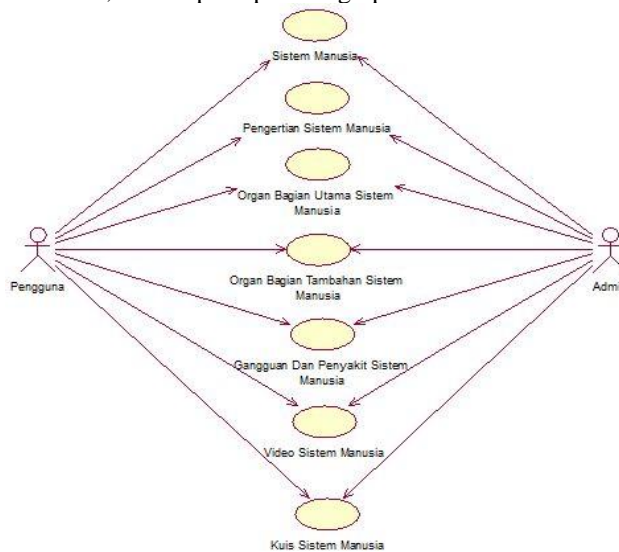 Sistem Manusia
Pengertian Sistem Manusia
Organ Bagian Utama Sistem
Manusia
Pengguna
Organ Bagian Tambahan Sistem
Manusia
Admi
Gangguan Dan Penyakit Sistem
Manusia
Video Sistem Manusia
Kuis Sistem Manusia